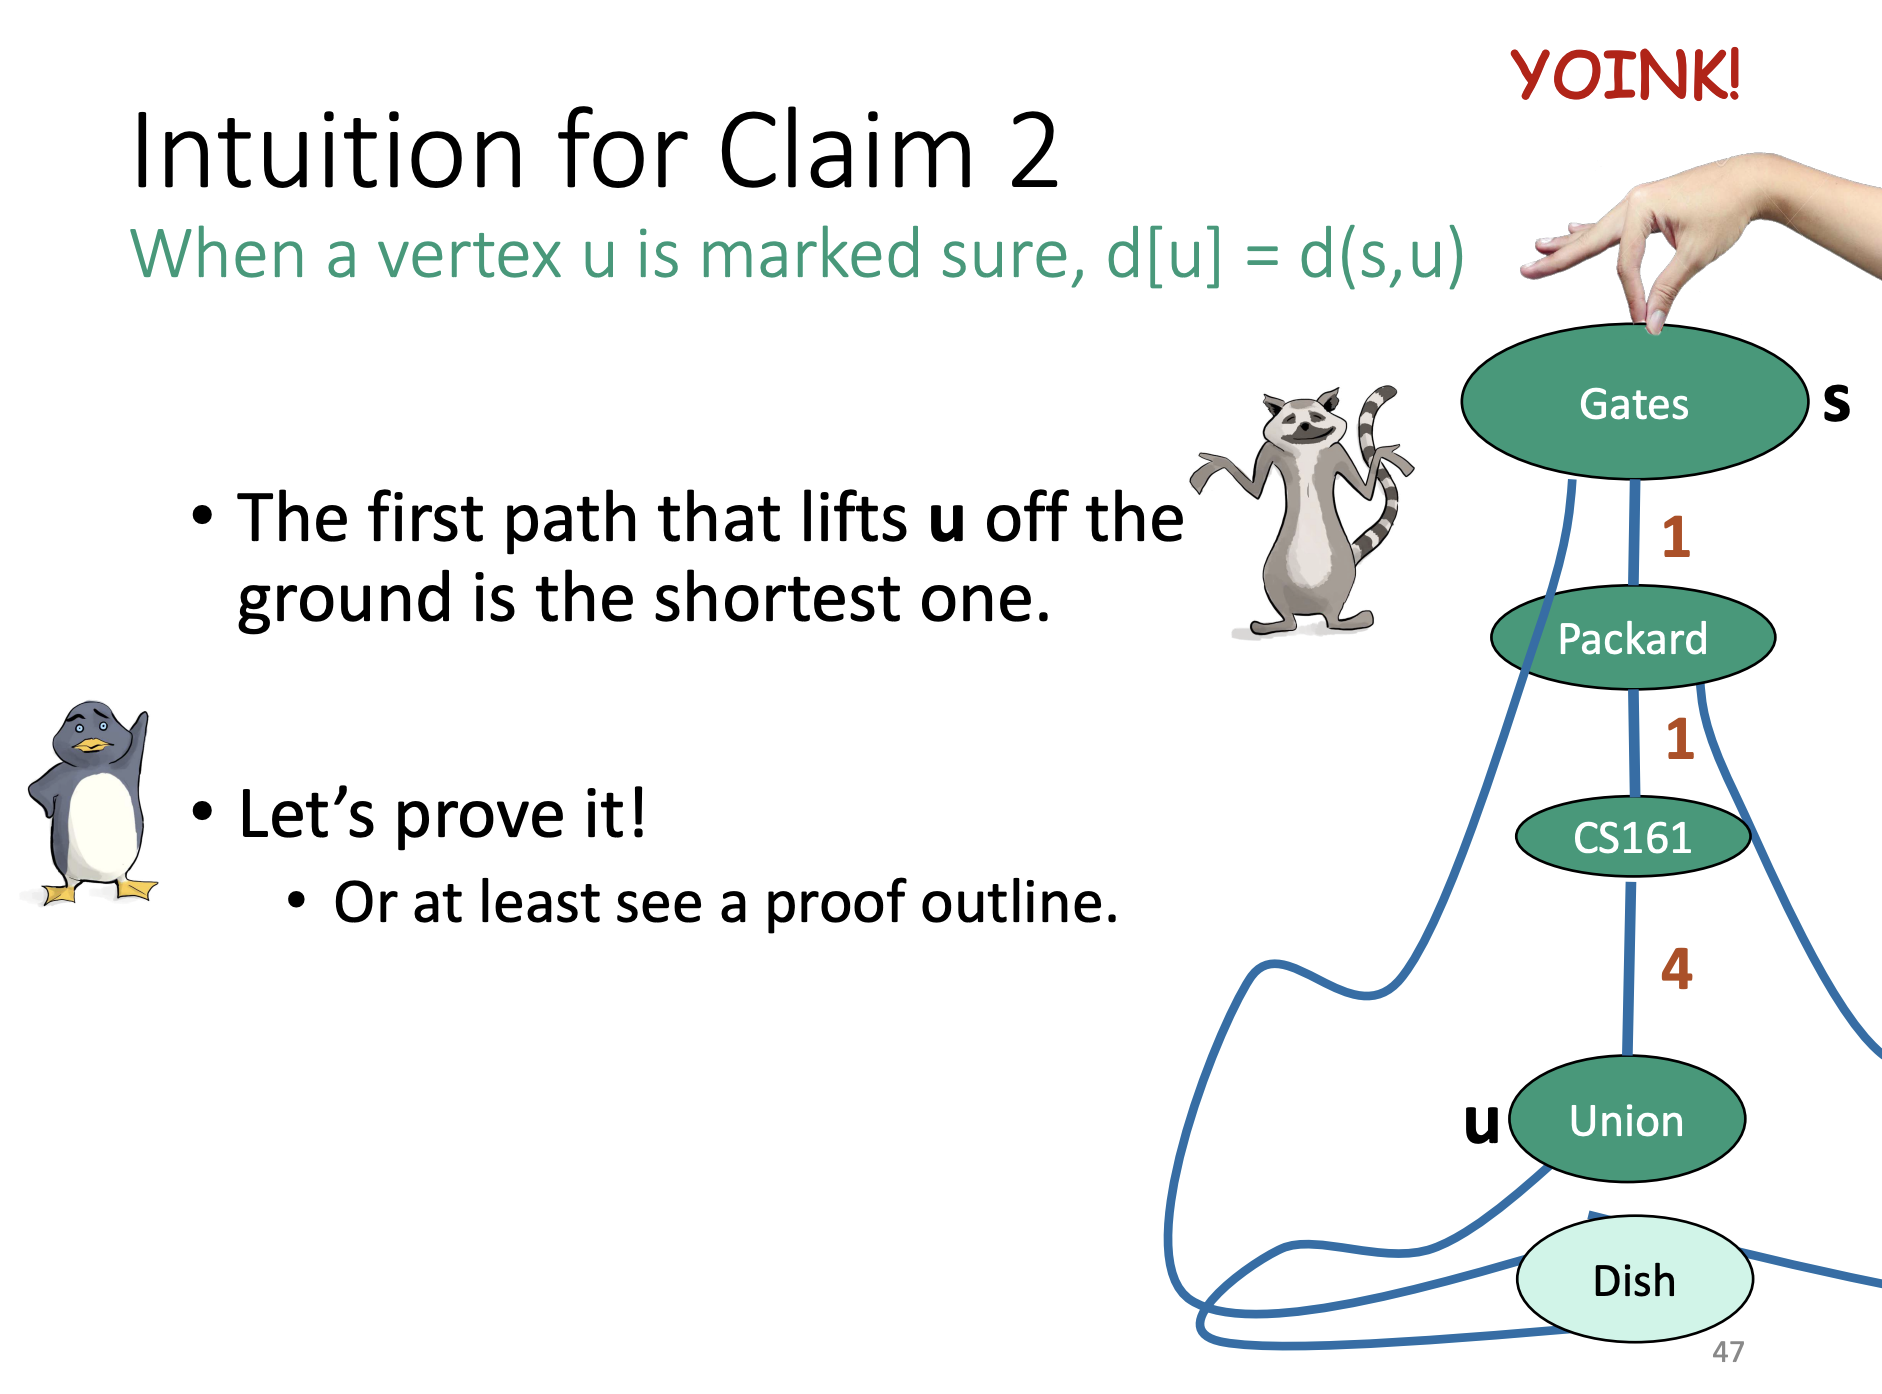 YOINK!
Intuition for Claim 2
When a vertex u is marked sure, d[u] = d(s,u)
Gates
s
• The first path that lifts u off the
ground is the shortest one.
1
Packard
1
• Let’s prove it!
CS161
• Or at least see a proof outline.
4
u
Union
Dish
47